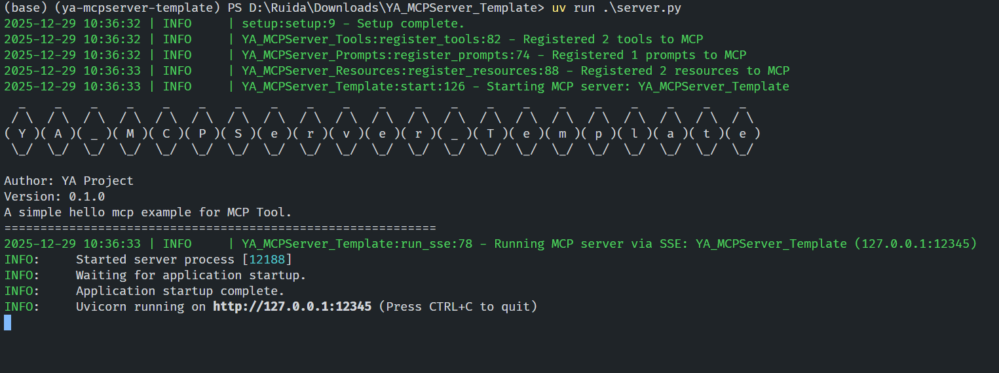 (base) (ya-mcpserver-template) PS D:\Ruida\Downloads\YA_MCPServer_Template> uv run .\server.py
2025-12-29 10:36:32 | INFO     | setup:setup:9 - Setup complete.
2025-12-29 10:36:32 | INFO     | YA_MCPServer_Tools:register_tools:82 - Registered 2 tools to MCP
2025-12-29 10:36:32 | INFO     | YA_MCPServer_Prompts:register_prompts:74 - Registered 1 prompts to MCP
2025-12-29 10:36:33 | INFO     | YA_MCPServer_Resources:register_resources:88 - Registered 2 resources to MCP
2025-12-29 10:36:33 | INFO     | YA_MCPServer_Template:start:126 - Starting MCP server: YA_MCPServer_Template
  _    _    _    _    _    _    _    _    _    _    _    _    _    _    _    _    _    _    _    _    _
 / \  / \  / \  / \  / \  / \  / \  / \  / \  / \  / \  / \  / \  / \  / \  / \  / \  / \  / \  / \  / \
( Y )( A )( _ )( M )( C )( P )( S )( e )( r )( v )( e )( r )( _ )( T )( e )( m )( p )( l )( a )( t )( e )
 \_/  \_/  \_/  \_/  \_/  \_/  \_/  \_/  \_/  \_/  \_/  \_/  \_/  \_/  \_/  \_/  \_/  \_/  \_/  \_/  \_/
Author: YA Project
Version: 0.1.0
A simple hello mcp example for MCP Tool.
============================================================
2025-12-29 10:36:33 | INFO     | YA_MCPServer_Template:run_sse:78 - Running MCP server via SSE: YA_MCPServer_Template (127.0.0.1:12345)
INFO:     Started server process [12188]
INFO:     Waiting for application startup.
INFO:     Application startup complete.
INFO:     Uvicorn running on http://127.0.0.1:12345 (Press CTRL+C to quit)